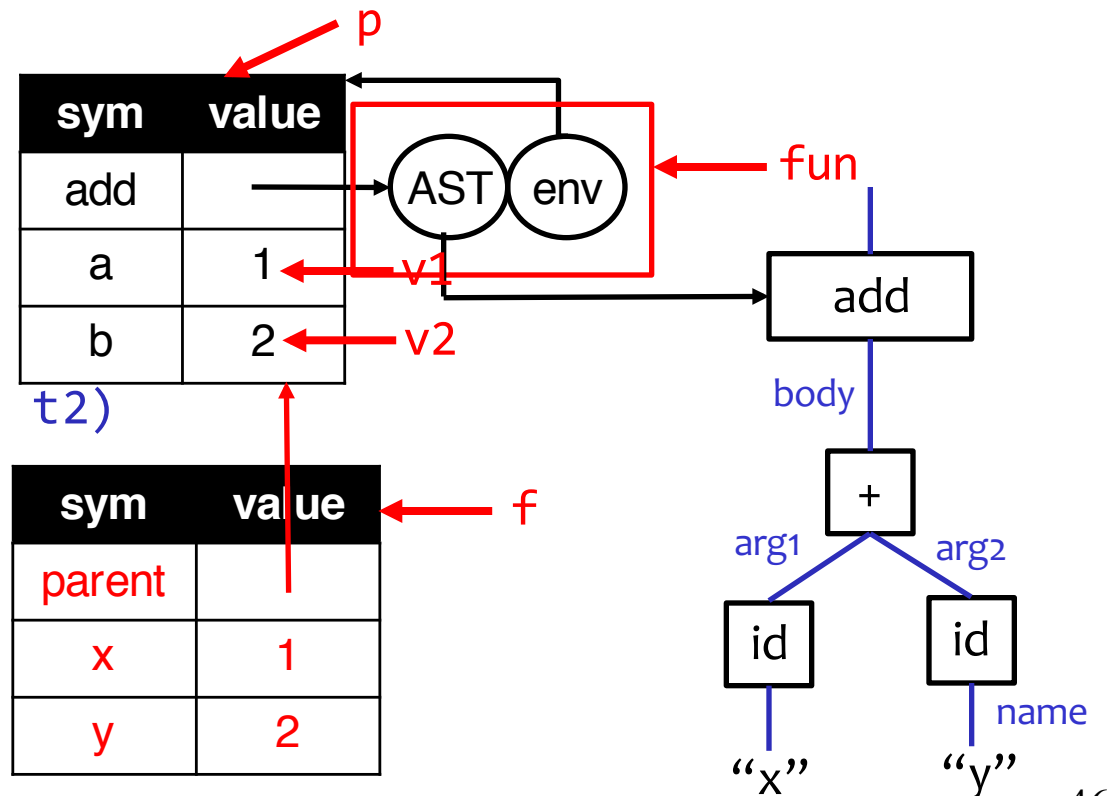 p
sym value
add
AST env
fun
a 1
v1
add
b 2
v2
t2)
body
sym value
f
+
parent
arg1 arg2
x 1
id id
y 2
name
“x” “y”